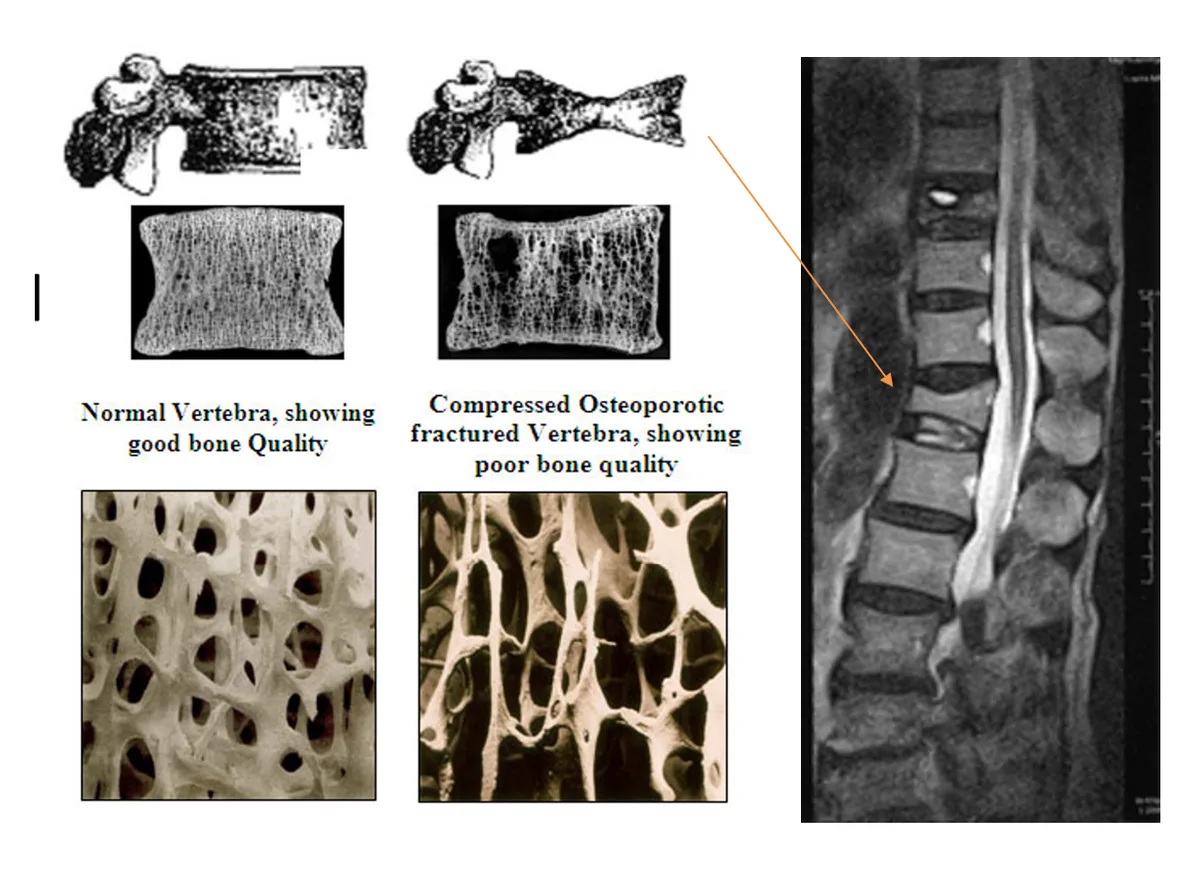 Normal Vertebra, showing
good bone Quality
Compressed Osteoporotic
fractured Vertebra, showing
poor bone quality